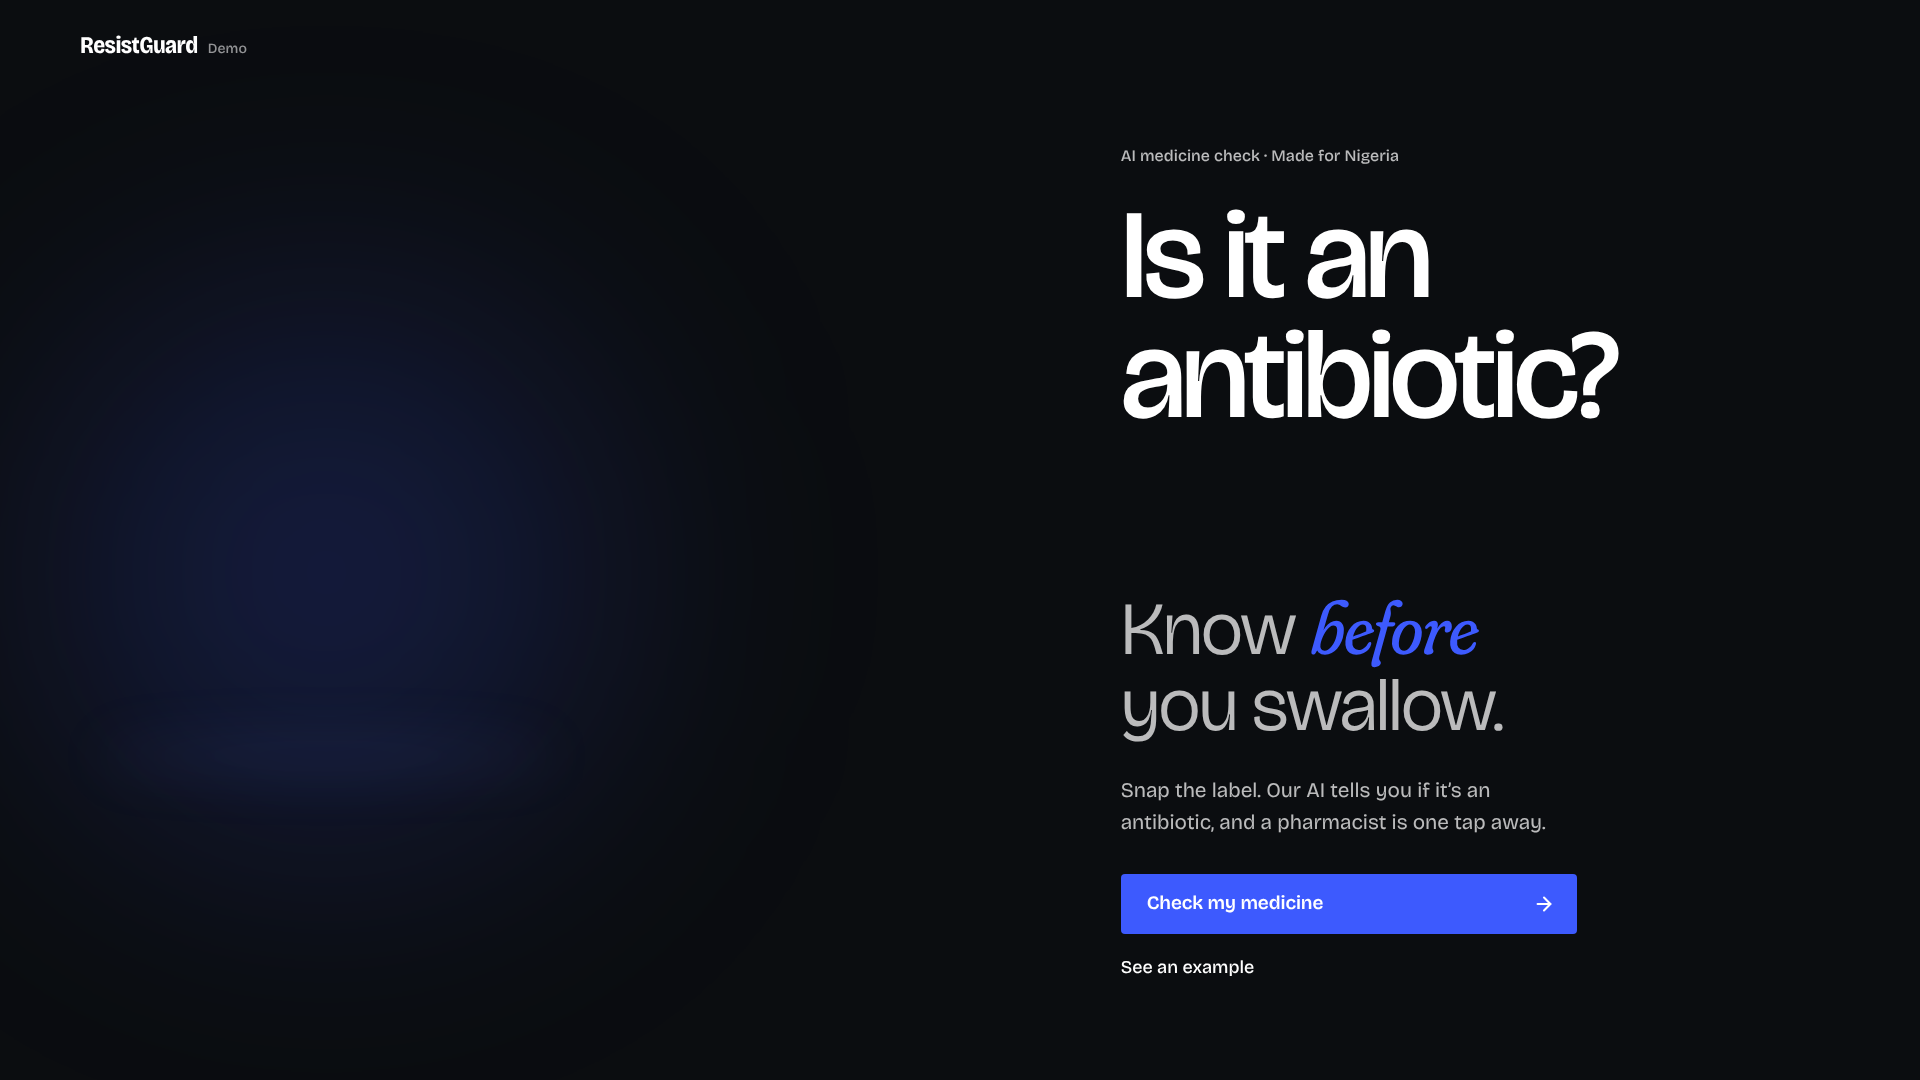 ResistGuard Demo
AI medicine check · Made for Nigeria
Is it an
antibiotic?
Know before
you swallow.
Snap the label. Our AI tells you if it’s an
antibiotic, and a pharmacist is one tap away.
Check my medicine →
See an example